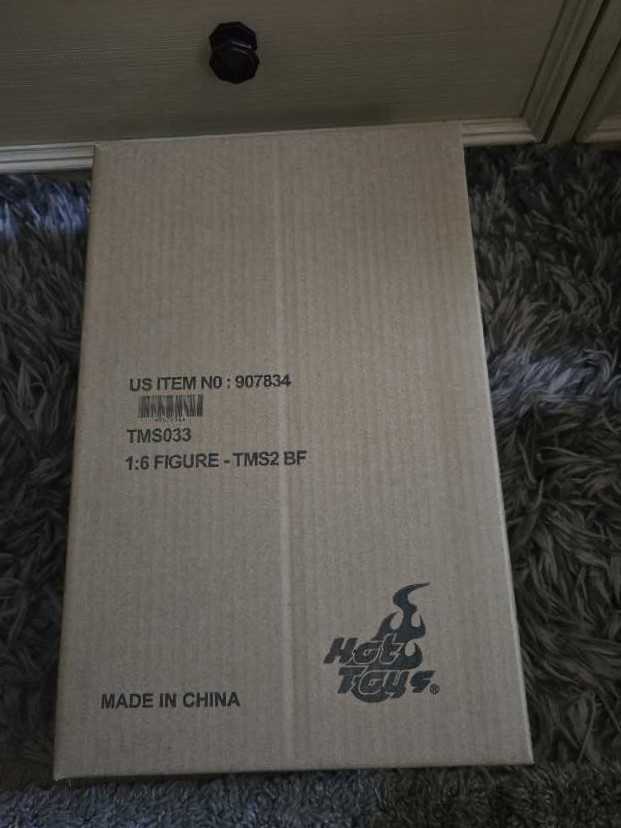 US ITEM N0 : 907834
TMS033
1:6 FIGURE - TMS2 BF
Hot
Toys®
MADE IN CHINA